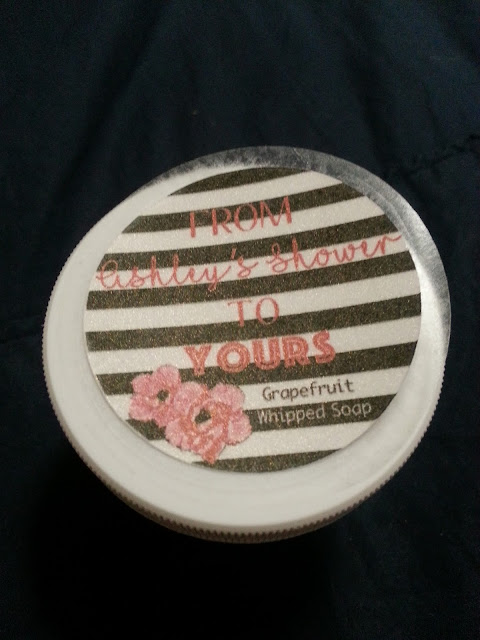 FROM
Ashley's Shower
TO
YOURS
Grapefruit
Whipped Soap